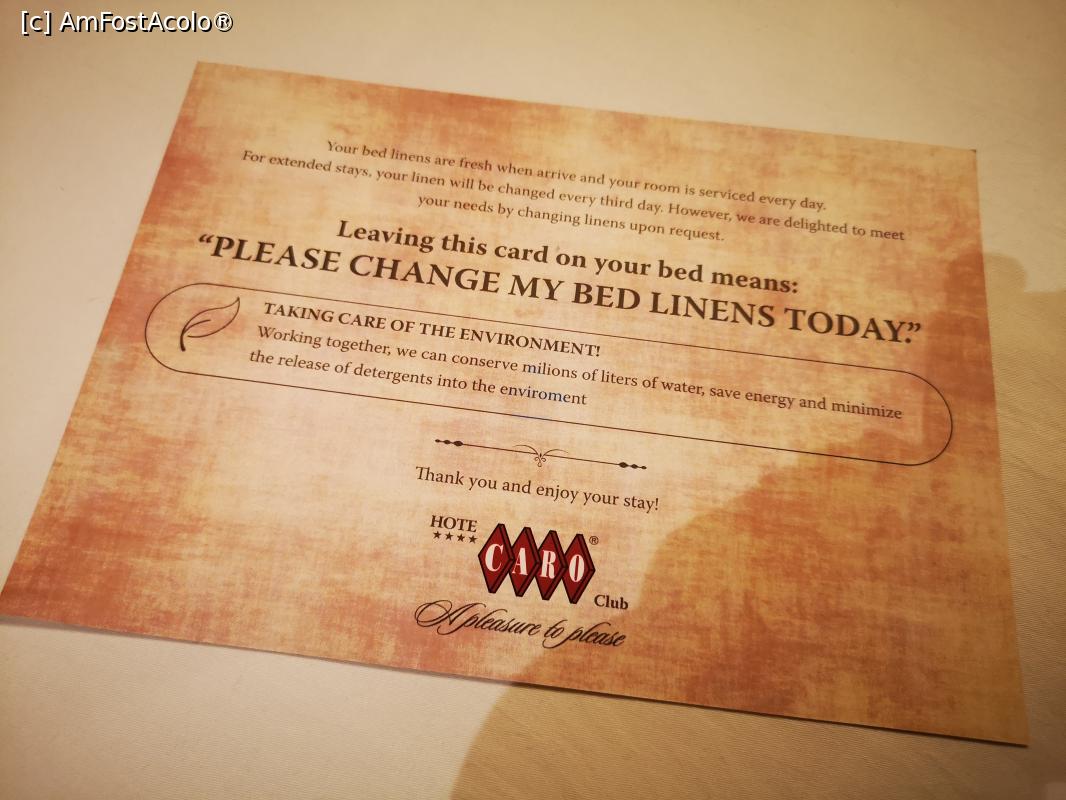 [c] AmFostAcolo®
Your bed linens are fresh when arrive and your room is serviced every day.
For extended stays, your linen will be changed every third day. However, we are delighted to meet
your needs by changing linens upon request.
Leaving this card on your bed means:
“PLEASE CHANGE MY BED LINENS TODAY.”
TAKING CARE OF THE ENVIRONMENT!
Working together, we can conserve milions of liters of water, save energy and minimize
the release of detergents into the enviroment
Thank you and enjoy your stay!
HOTE
CARO®
Club
A pleasure to please